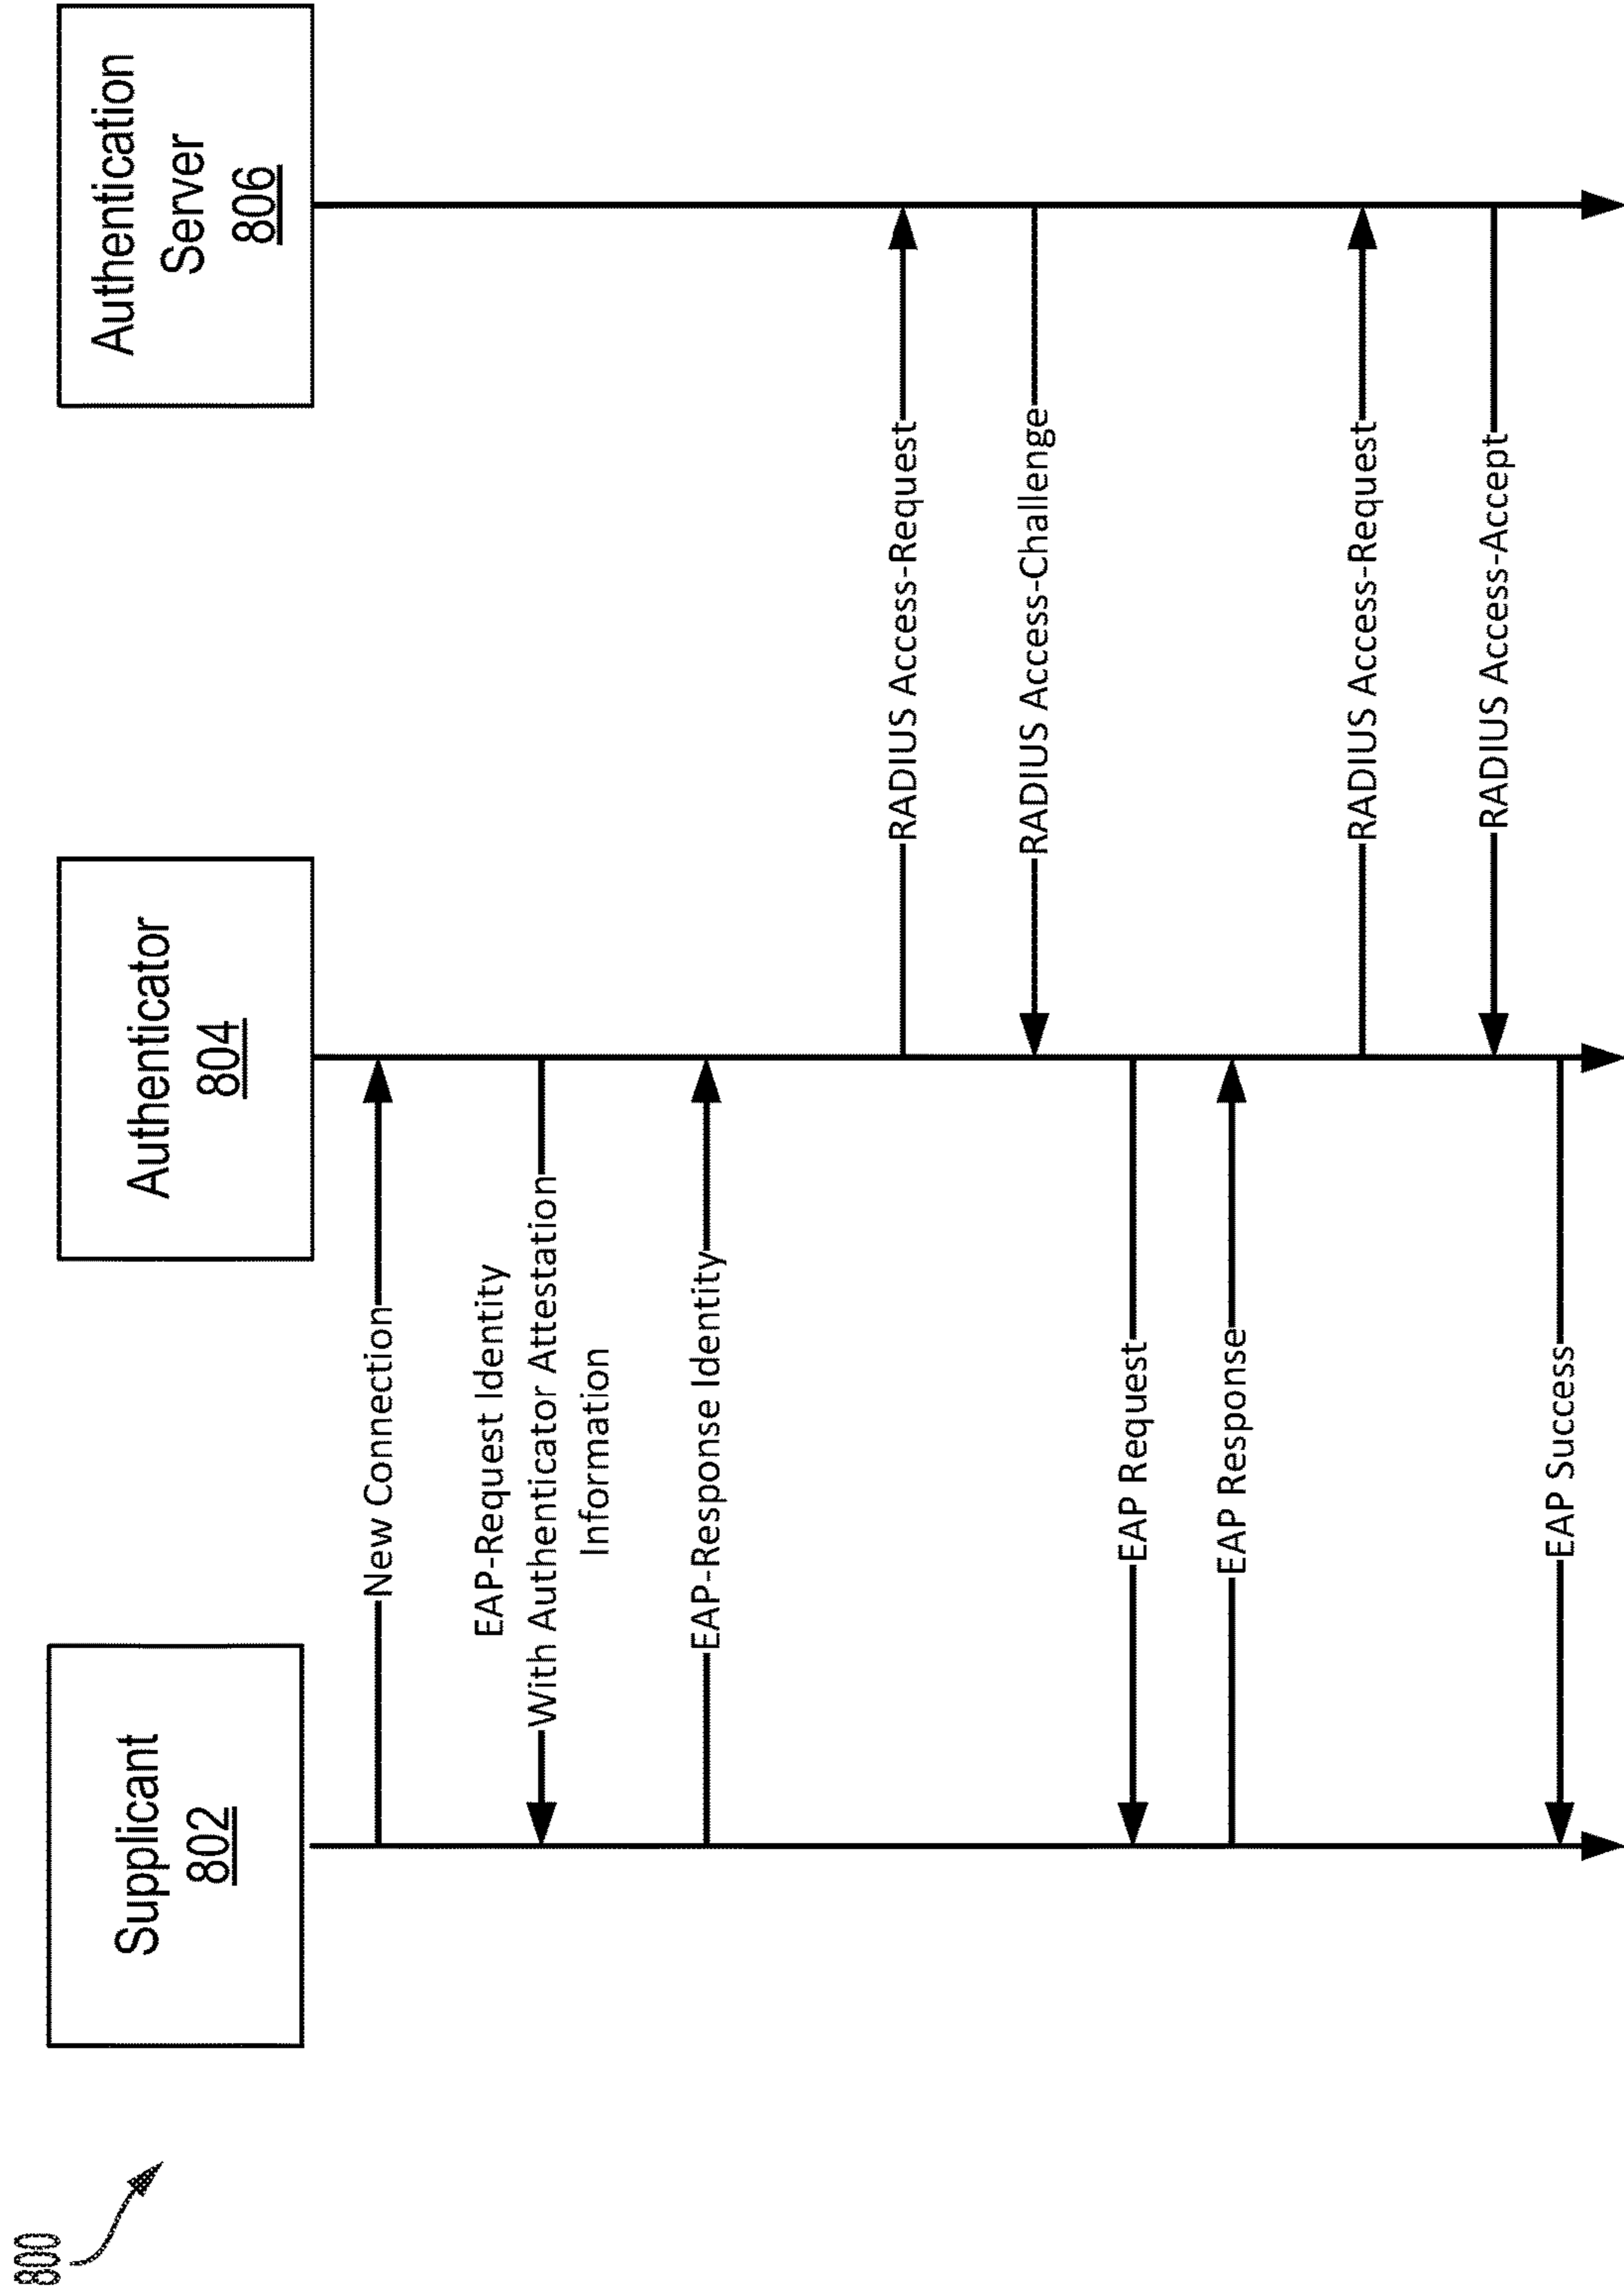 800
Supplicant
802
Authenticator
804
Authentication
Server
806
New Connection
EAP-Request Identity
With Authenticator Attestation
Information
EAP-Response Identity
RADIUS Access-Request
RADIUS Access-Challenge
EAP Request
EAP Response
RADIUS Access-Request
RADIUS Access-Accept
EAP Success